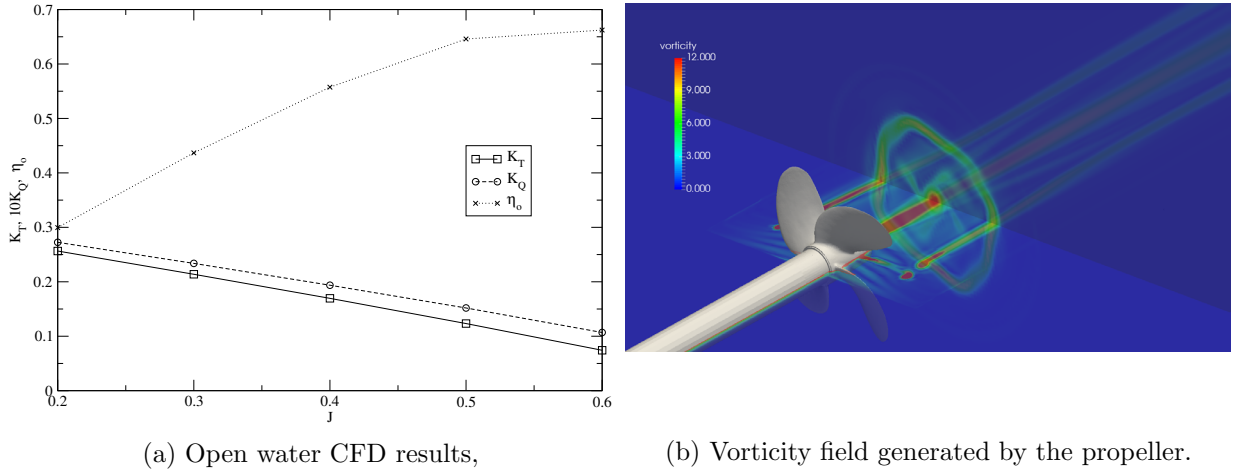 0.7
0.6
0.5
0.4
0.3
0.2
0.1
0
K_T, 10K_Q, η_o
K_T
K_Q
η_o
0.2 0.3 0.4 0.5 0.6
J
(a) Open water CFD results,
vorticity
12.000
9.000
6.000
3.000
0.000
(b) Vorticity field generated by the propeller.